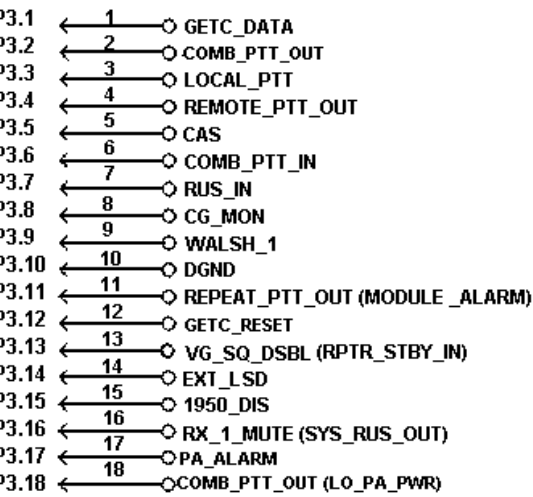 P3.1 1 GETC_DATA
P3.2 2 COMB_PTT_OUT
P3.3 3 LOCAL_PTT
P3.4 4 REMOTE_PTT_OUT
P3.5 5 CAS
P3.6 6 COMB_PTT_IN
P3.7 7 RUS_IN
P3.8 8 CG_MON
P3.9 9 WALSH_1
P3.10 10 DGND
P3.11 11 REPEAT_PTT_OUT (MODULE _ALARM)
P3.12 12 GETC_RESET
P3.13 13 VG_SQ_DSBL (RPTR_STBY_IN)
P3.14 14 EXT_LSD
P3.15 15 1950_DIS
P3.16 16 RX_1_MUTE (SYS_RUS_OUT)
P3.17 17 PA_ALARM
P3.18 18 COMB_PTT_OUT (LO_PA_PWR)